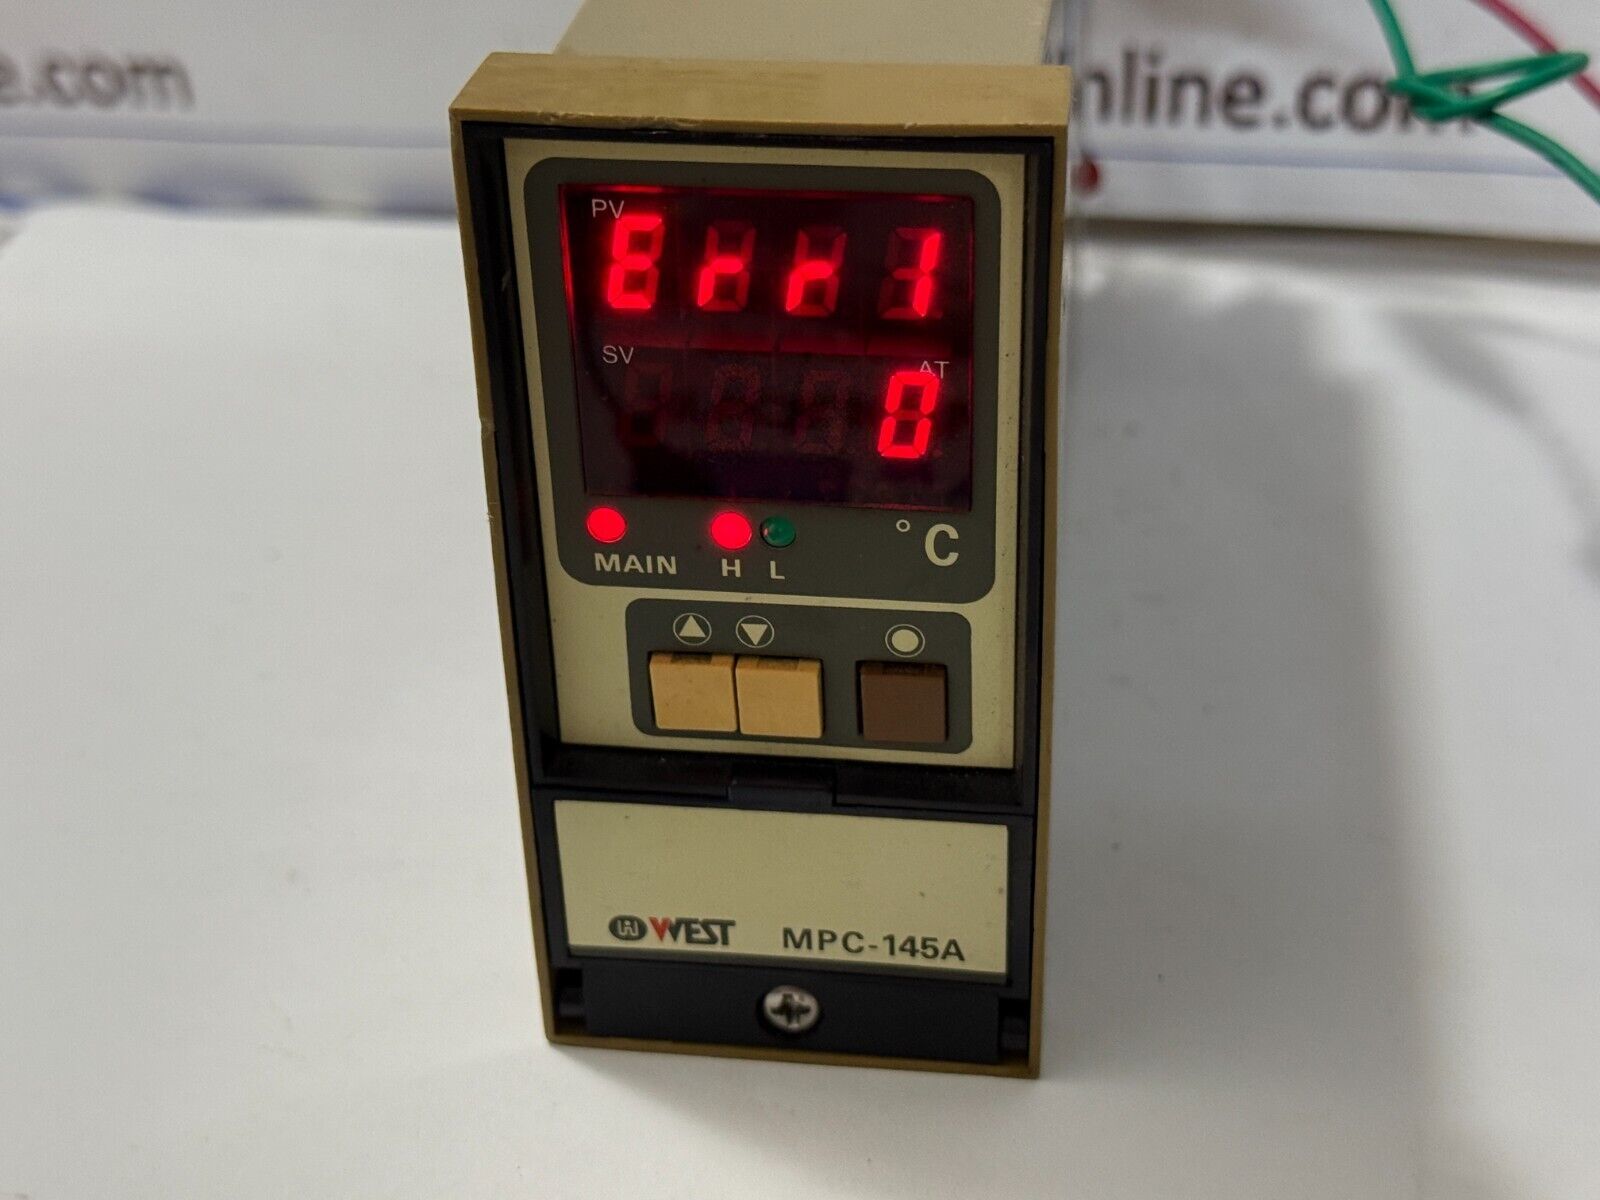 e.com
nline.com
PV
Err1
SV
AT
0
°C
MAIN H L
WEST MPC-145A